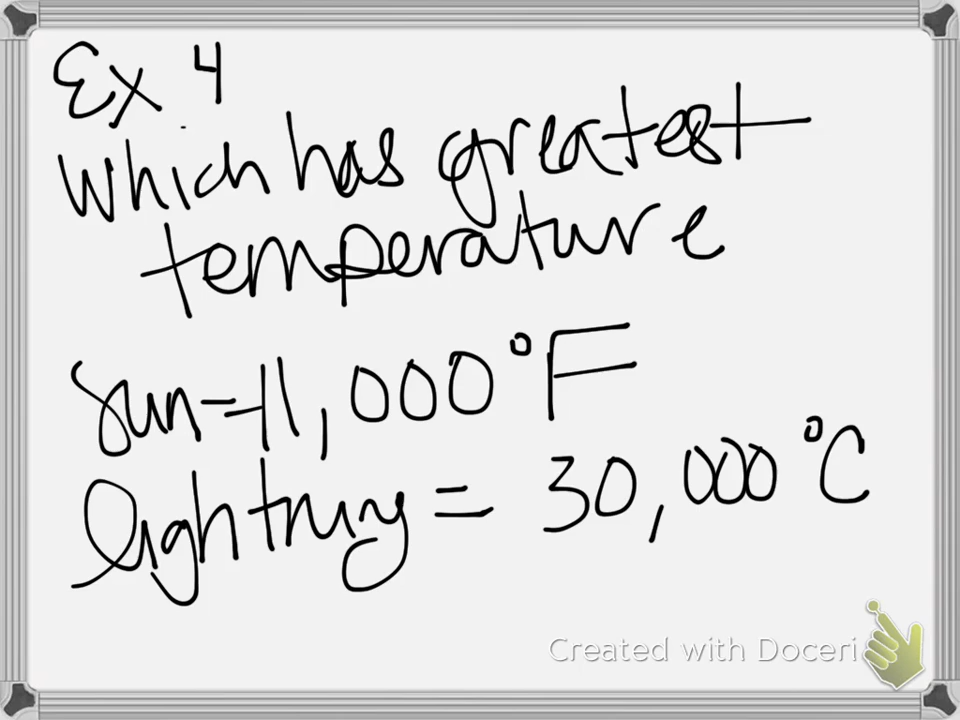 Ex 4
Which has greatest
temperature
Sun = 11,000°F
lightning = 30,000°C
Created with Doceri